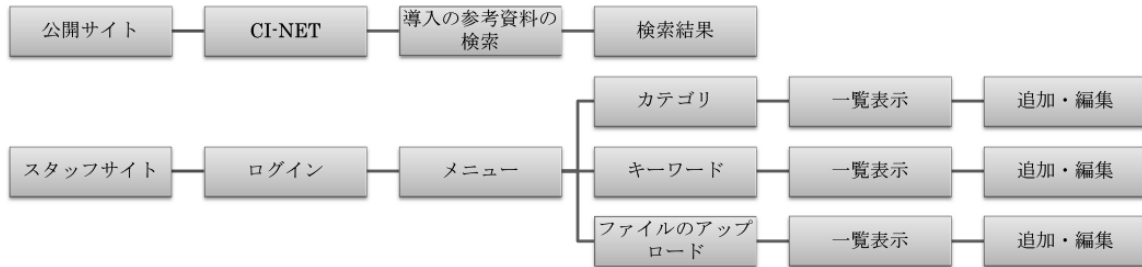 公開サイト
CI-NET
導入の参考資料の
検索
検索結果
カテゴリ
一覧表示
追加・編集
スタッフサイト
ログイン
メニュー
キーワード
一覧表示
追加・編集
ファイルのアップ
ロード
一覧表示
追加・編集